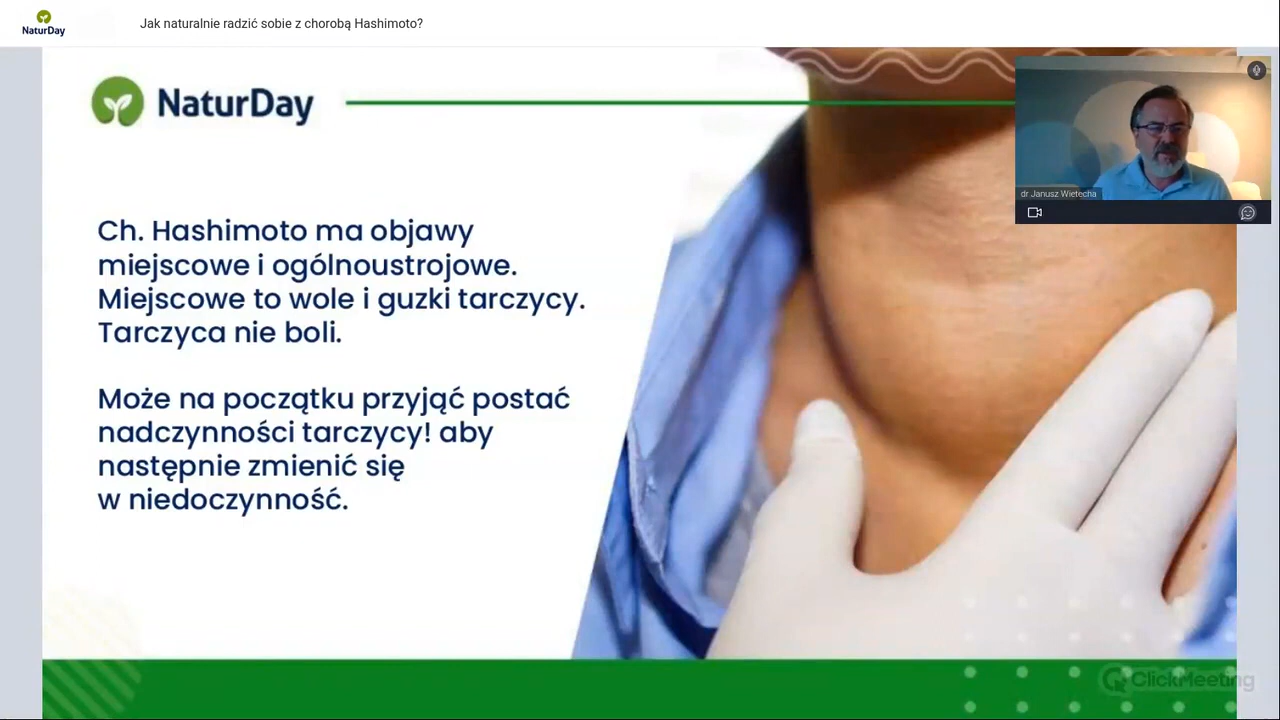 NaturDay
Jak naturalnie radzić sobie z chorobą Hashimoto?
NaturDay
dr Janusz Wietecha
Ch. Hashimoto ma objawy
miejscowe i ogólnoustrojowe.
Miejscowe to wole i guzki tarczycy.
Tarczyca nie boli.
Może na początku przyjąć postać
nadczynności tarczycy! aby
następnie zmienić się
w niedoczynność.
ClickMeeting